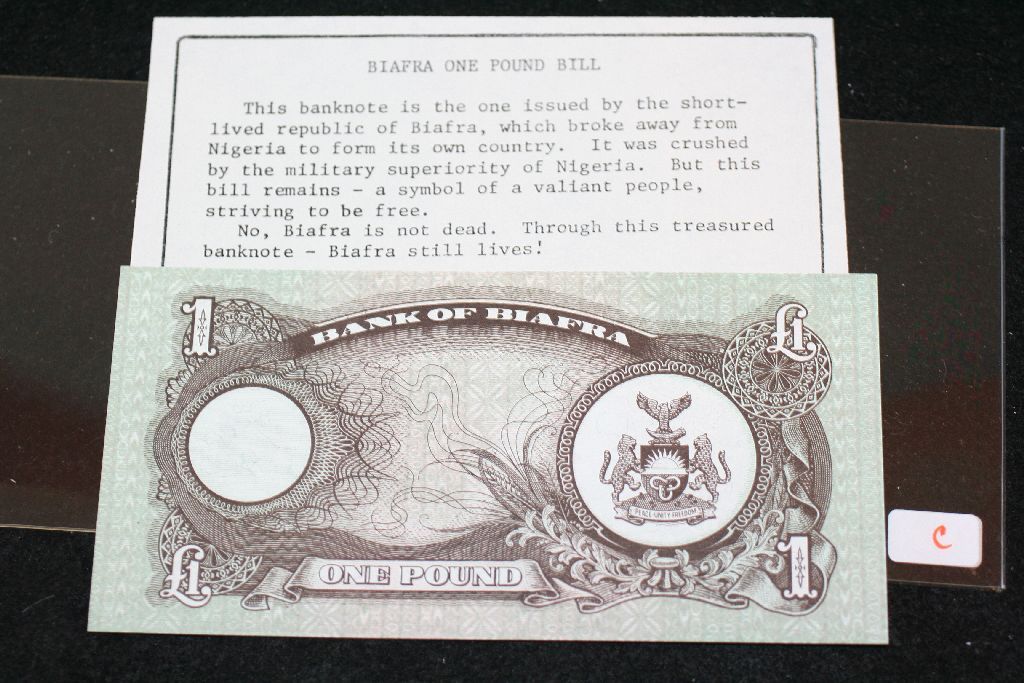 BIAFRA ONE POUND BILL
This banknote is the one issued by the short-
lived republic of Biafra, which broke away from
Nigeria to form its own country. It was crushed
by the military superiority of Nigeria. But this
bill remains - a symbol of a valiant people,
striving to be free.
No, Biafra is not dead. Through this treasured
banknote - Biafra still lives!
1
BANK OF BIAFRA
£1
PEACE·UNITY·FREEDOM
£1
ONE POUND
1
C